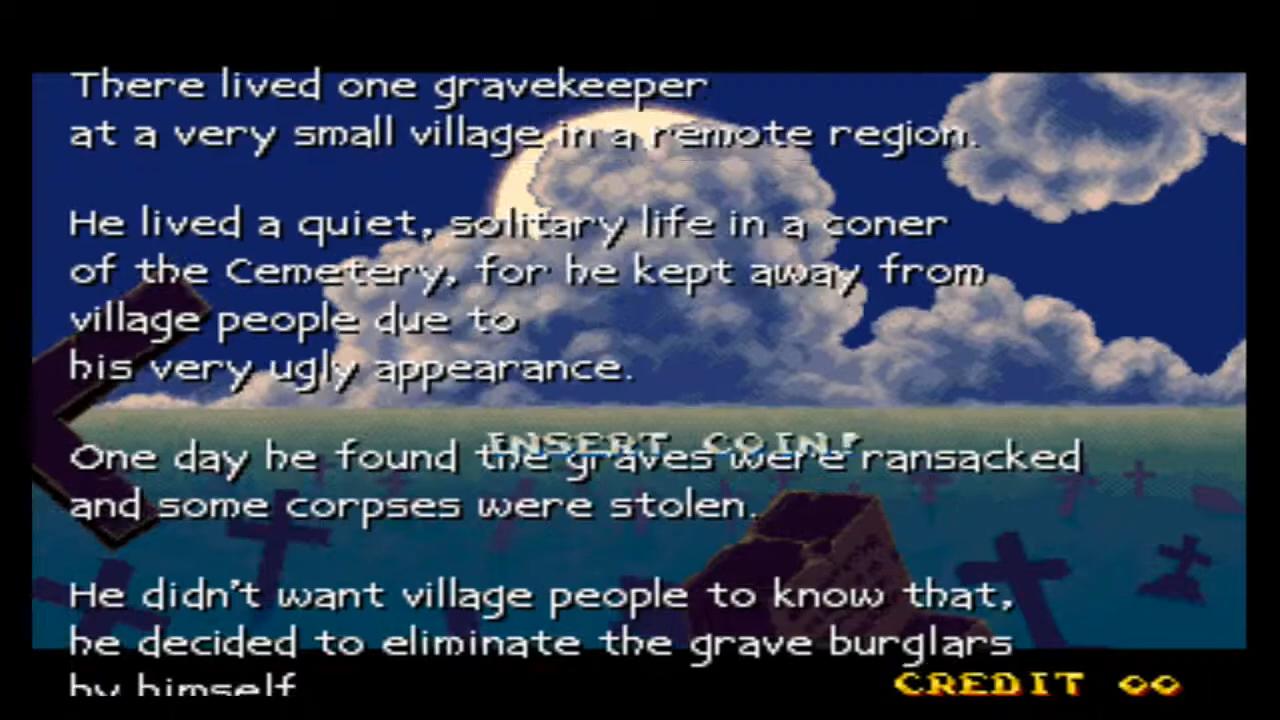 There lived one gravekeeper
at a very small village in a remote region.
He lived a quiet, solitary life in a coner
of the Cemetery, for he kept away from
village people due to
his very ugly appearance.
INSERT COIN!
One day he found the graves were ransacked
and some corpses were stolen.
He didn't want village people to know that,
he decided to eliminate the grave burglars
by himself
CREDIT 00